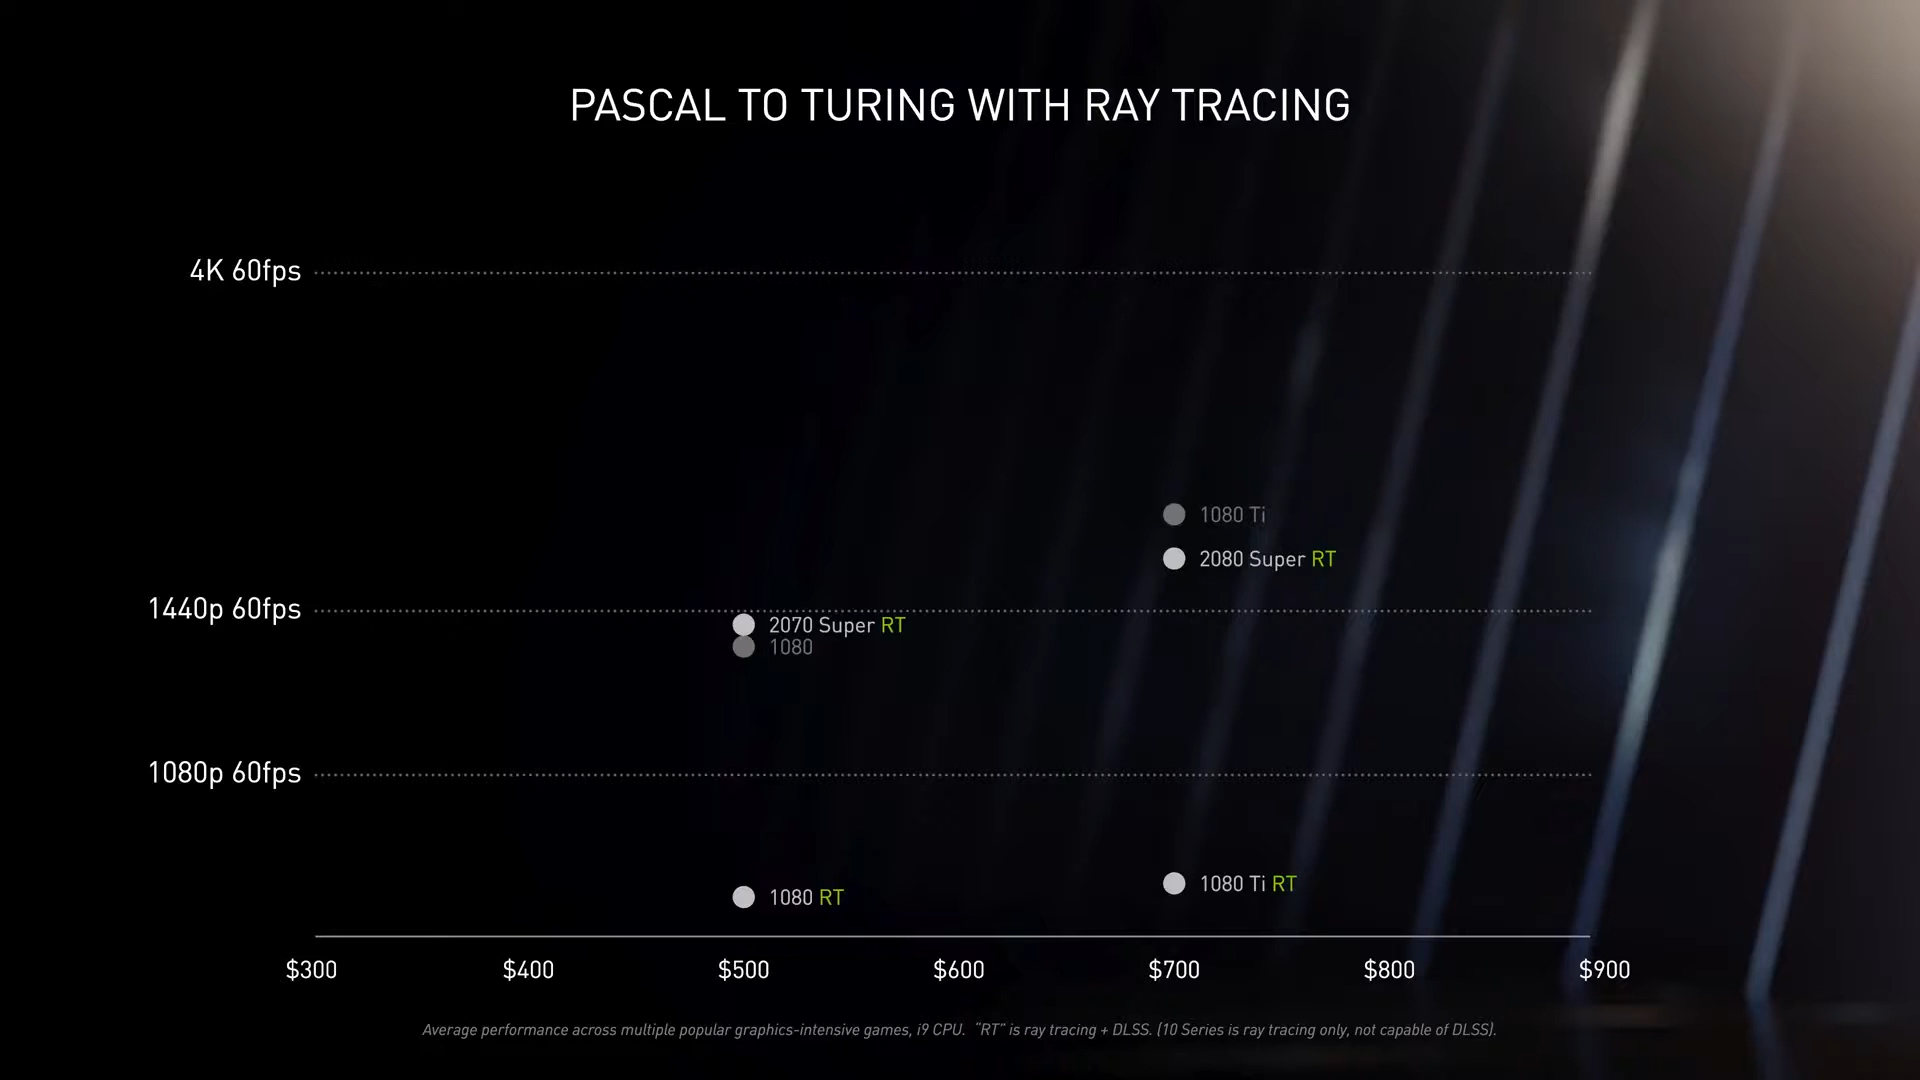 PASCAL TO TURING WITH RAY TRACING
4K 60fps
1080 Ti
2080 Super RT
1440p 60fps
2070 Super RT
1080
1080p 60fps
1080 Ti RT
1080 RT
$300 $400 $500 $600 $700 $800 $900
Average performance across multiple popular graphics-intensive games, i9 CPU. "RT" is ray tracing + DLSS. (10 Series is ray tracing only, not capable of DLSS).